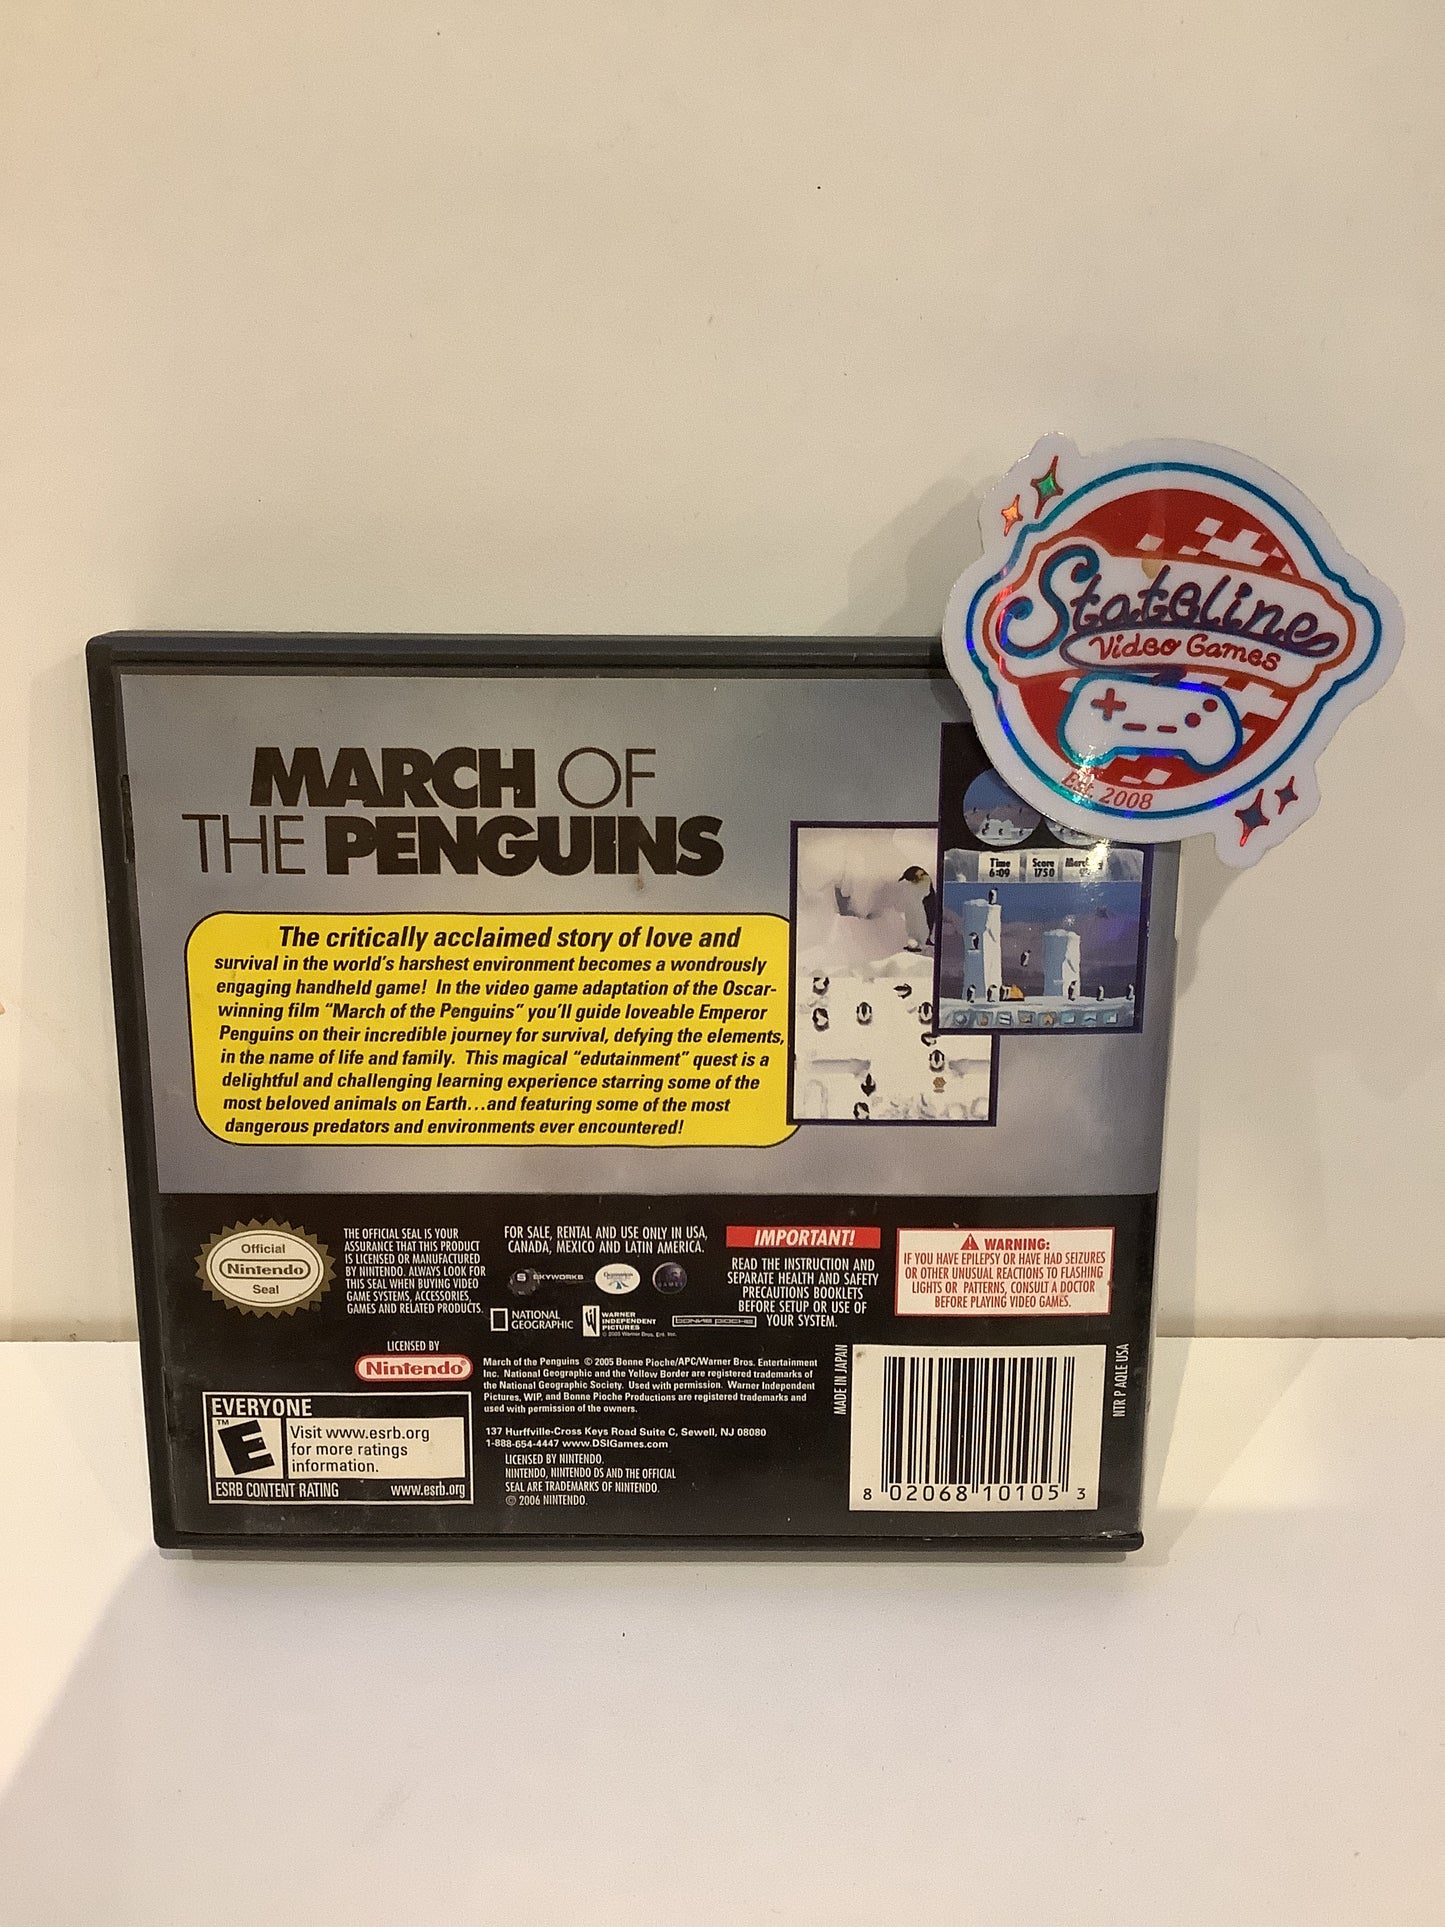 Stateline
Video Games
Est. 2008
MARCH OF
THE PENGUINS
Time
6:09
Score
1750
The critically acclaimed story of love and
survival in the world's harshest environment becomes a wondrously
engaging handheld game! In the video game adaptation of the Oscar-
winning film "March of the Penguins" you'll guide loveable Emperor
Penguins on their incredible journey for survival, defying the elements,
in the name of life and family. This magical "edutainment" quest is a
delightful and challenging learning experience starring some of the
most beloved animals on Earth...and featuring some of the most
dangerous predators and environments ever encountered!
Official
Nintendo
Seal
THE OFFICIAL SEAL IS YOUR
ASSURANCE THAT THIS PRODUCT
IS LICENSED OR MANUFACTURED
BY NINTENDO. ALWAYS LOOK FOR
THIS SEAL WHEN BUYING VIDEO
GAME SYSTEMS, ACCESSORIES,
GAMES AND RELATED PRODUCTS.
FOR SALE, RENTAL AND USE ONLY IN USA,
CANADA, MEXICO AND LATIN AMERICA.
SKYWORKS
NATIONAL
GEOGRAPHIC
WARNER
INDEPENDENT
PICTURES
© 2005 Warner Bros. Ent. Inc.
BONNE PIOCHE
IMPORTANT!
READ THE INSTRUCTION AND
SEPARATE HEALTH AND SAFETY
PRECAUTIONS BOOKLETS
BEFORE SETUP OR USE OF
YOUR SYSTEM.
WARNING:
IF YOU HAVE EPILEPSY OR HAVE HAD SEIZURES
OR OTHER UNUSUAL REACTIONS TO FLASHING
LIGHTS OR PATTERNS, CONSULT A DOCTOR
BEFORE PLAYING VIDEO GAMES.
LICENSED BY
Nintendo®
EVERYONE
E
TM
Visit www.esrb.org
for more ratings
information.
ESRB CONTENT RATING www.esrb.org
March of the Penguins © 2005 Bonne Pioche/APC/Warner Bros. Entertainment
Inc. National Geographic and the Yellow Border are registered trademarks of
the National Geographic Society. Used with permission. Warner Independent
Pictures, WIP, and Bonne Pioche Productions are registered trademarks and
used with permission of the owners.
137 Hurffville-Cross Keys Road Suite C, Sewell, NJ 08080
1-888-654-4447 www.DSIGames.com
LICENSED BY NINTENDO.
NINTENDO, NINTENDO DS AND THE OFFICIAL
SEAL ARE TRADEMARKS OF NINTENDO.
© 2006 NINTENDO.
MADE IN JAPAN
8 02068 10105 3
NTR P AQLE USA